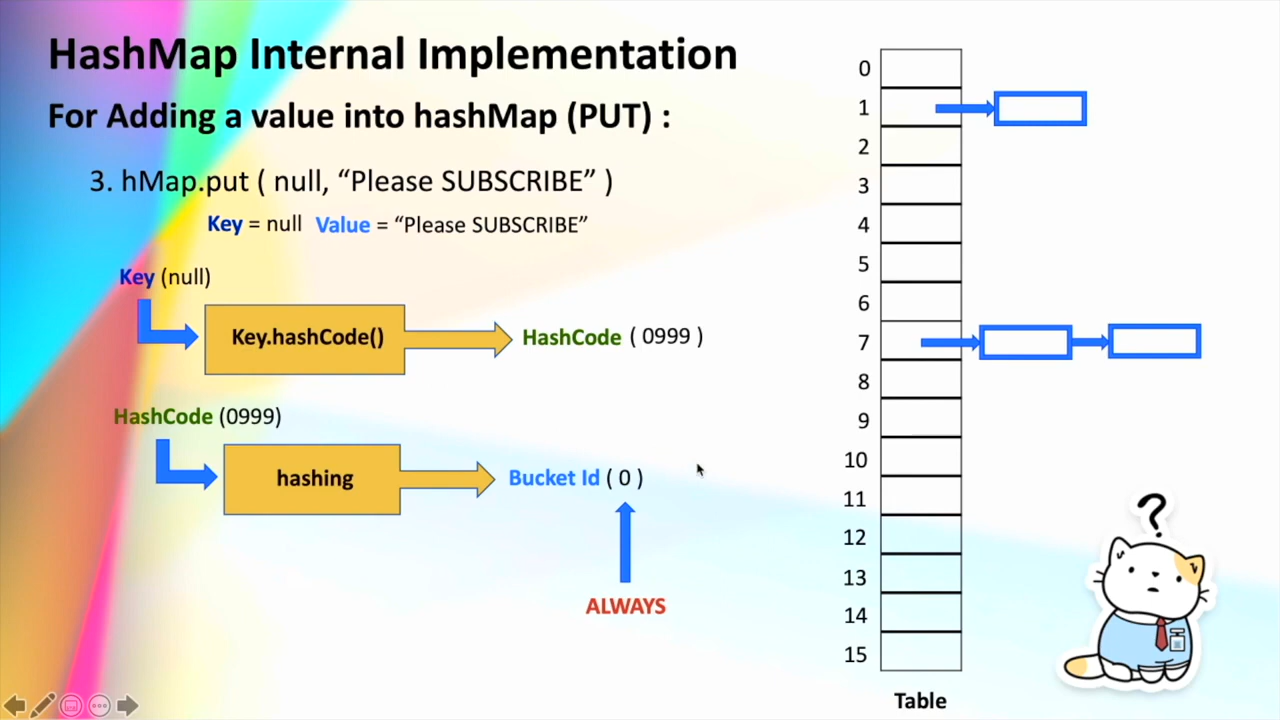 HashMap Internal Implementation
For Adding a value into hashMap (PUT) :
3. hMap.put ( null, “Please SUBSCRIBE” )
Key = null Value = “Please SUBSCRIBE”
Key (null)
Key.hashCode()
HashCode ( 0999 )
HashCode (0999)
hashing
Bucket Id ( 0 )
ALWAYS
0
1
2
3
4
5
6
7
8
9
10
11
12
13
14
15
Table
?